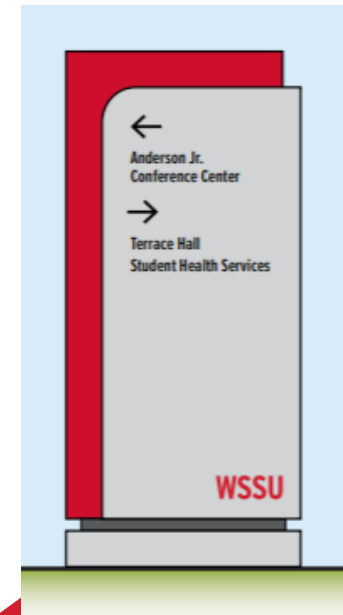 ←
Anderson Jr.
Conference Center
→
Terrace Hall
Student Health Services
WSSU